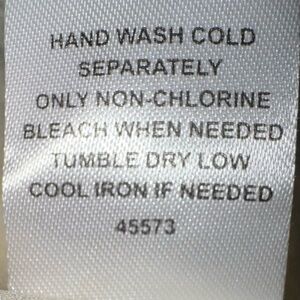 HAND WASH COLD
SEPARATELY
ONLY NON-CHLORINE
BLEACH WHEN NEEDED
TUMBLE DRY LOW
COOL IRON IF NEEDED
45573